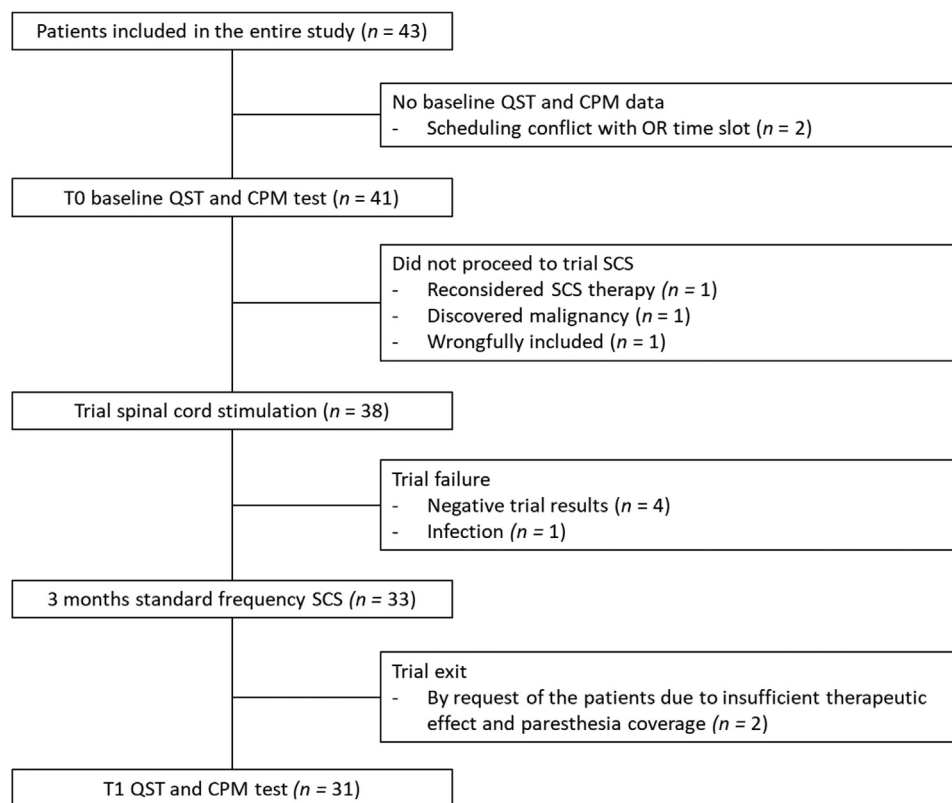 Patients included in the entire study (n = 43)
No baseline QST and CPM data
- Scheduling conflict with OR time slot (n = 2)
T0 baseline QST and CPM test (n = 41)
Did not proceed to trial SCS
- Reconsidered SCS therapy (n = 1)
- Discovered malignancy (n = 1)
- Wrongfully included (n = 1)
Trial spinal cord stimulation (n = 38)
Trial failure
- Negative trial results (n = 4)
- Infection (n = 1)
3 months standard frequency SCS (n = 33)
Trial exit
- By request of the patients due to insufficient therapeutic
effect and paresthesia coverage (n = 2)
T1 QST and CPM test (n = 31)